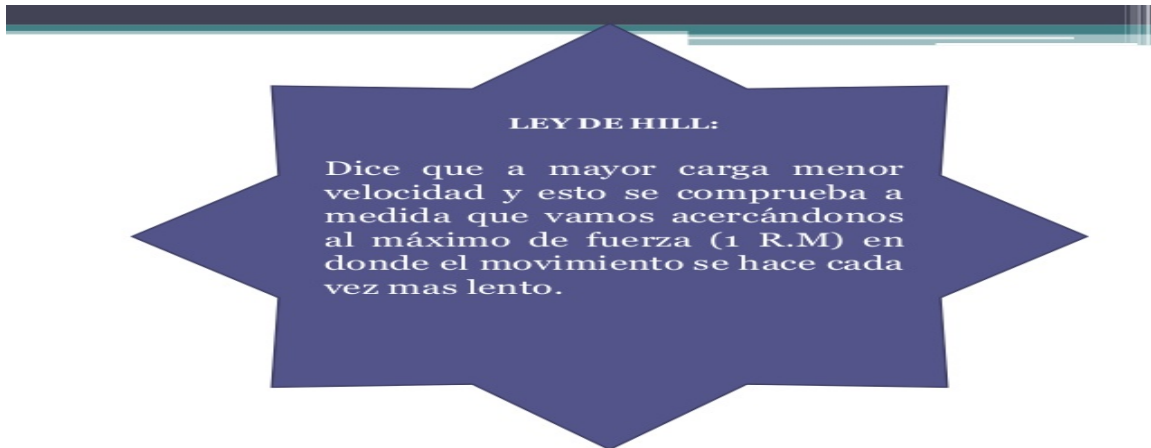 LEY DE HILL:
Dice que a mayor carga menor
velocidad y esto se comprueba a
medida que vamos acercándonos
al máximo de fuerza (1 R.M) en
donde el movimiento se hace cada
vez mas lento.